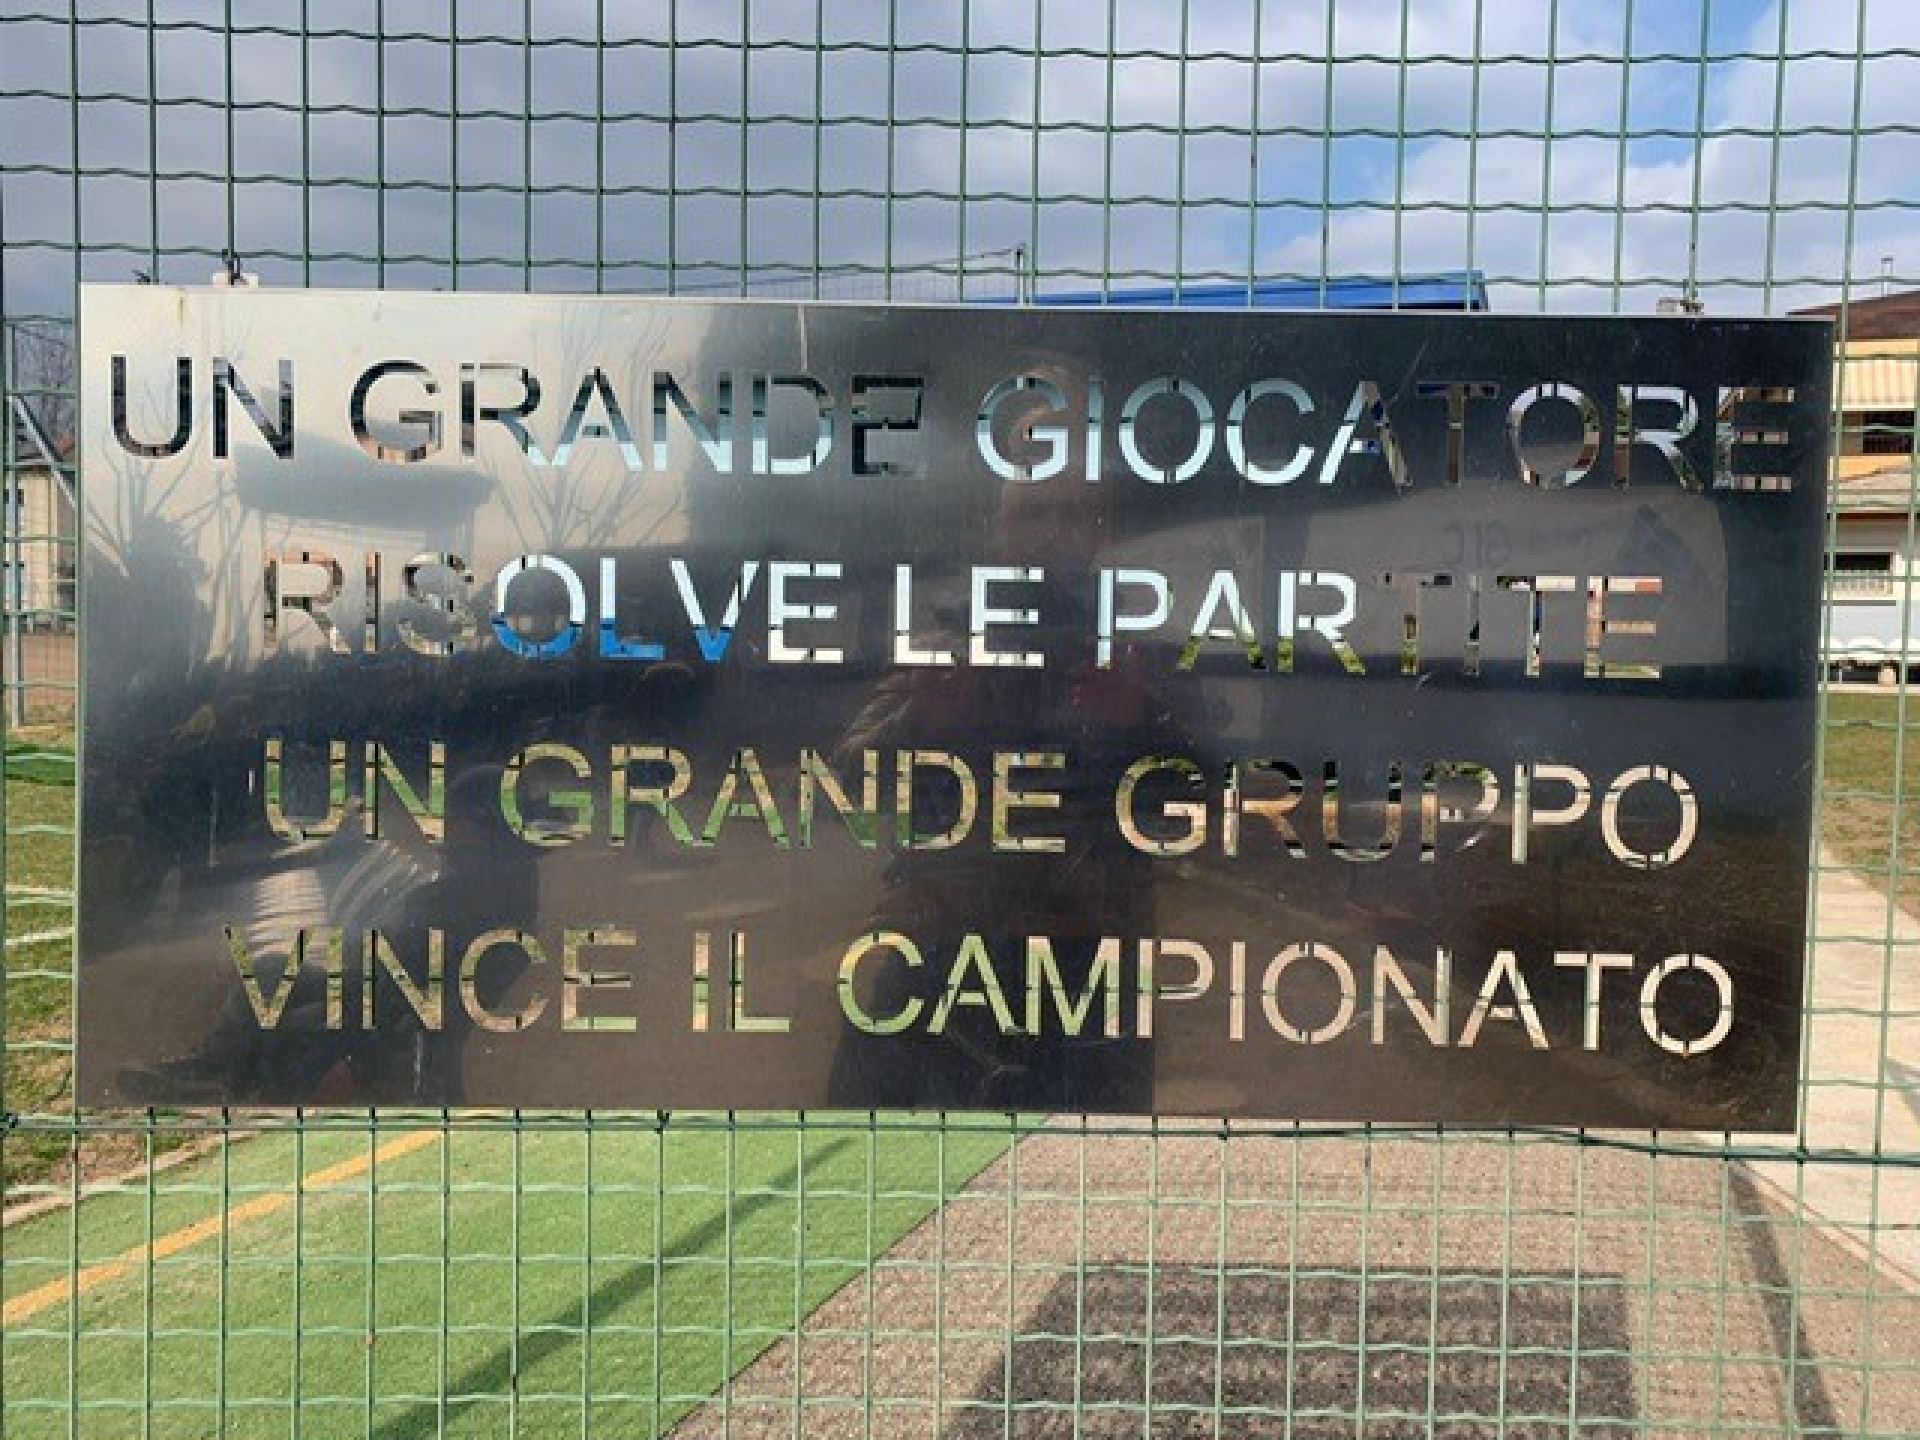 UN GRANDE GIOCATORE
RISOLVE LE PARTITE
UN GRANDE GRUPPO
VINCE IL CAMPIONATO